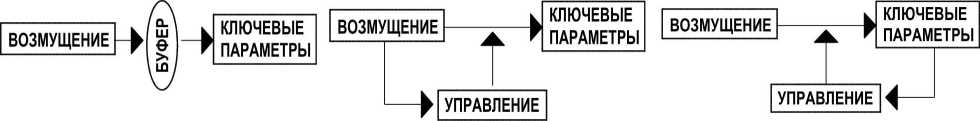 ВОЗМУЩЕНИЕ
БУФЕР
КЛЮЧЕВЫЕ
ПАРАМЕТРЫ
ВОЗМУЩЕНИЕ
КЛЮЧЕВЫЕ
ПАРАМЕТРЫ
УПРАВЛЕНИЕ
ВОЗМУЩЕНИЕ
КЛЮЧЕВЫЕ
ПАРАМЕТРЫ
УПРАВЛЕНИЕ